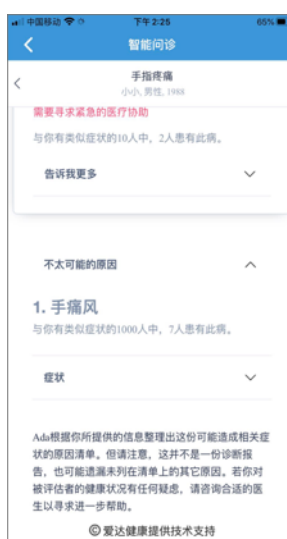 中国移动 下午2:25 65%
智能问诊
手指疼痛
小小, 男性, 1988
需要寻求紧急的医疗协助
与你有类似症状的10人中，2人患有此病。
告诉我更多
不太可能的原因
1. 手痛风
与你有类似症状的1000人中，7人患有此病。
症状
Ada根据你所提供的信息整理出这份可能造成相关症
状的原因清单。但请注意，这并不是一份诊断报
告，也可能遗漏未列在清单上的其它原因。若你对
被评估者的健康状况有任何疑虑，请咨询合适的医
生以寻求进一步帮助。
© 爱达健康提供技术支持